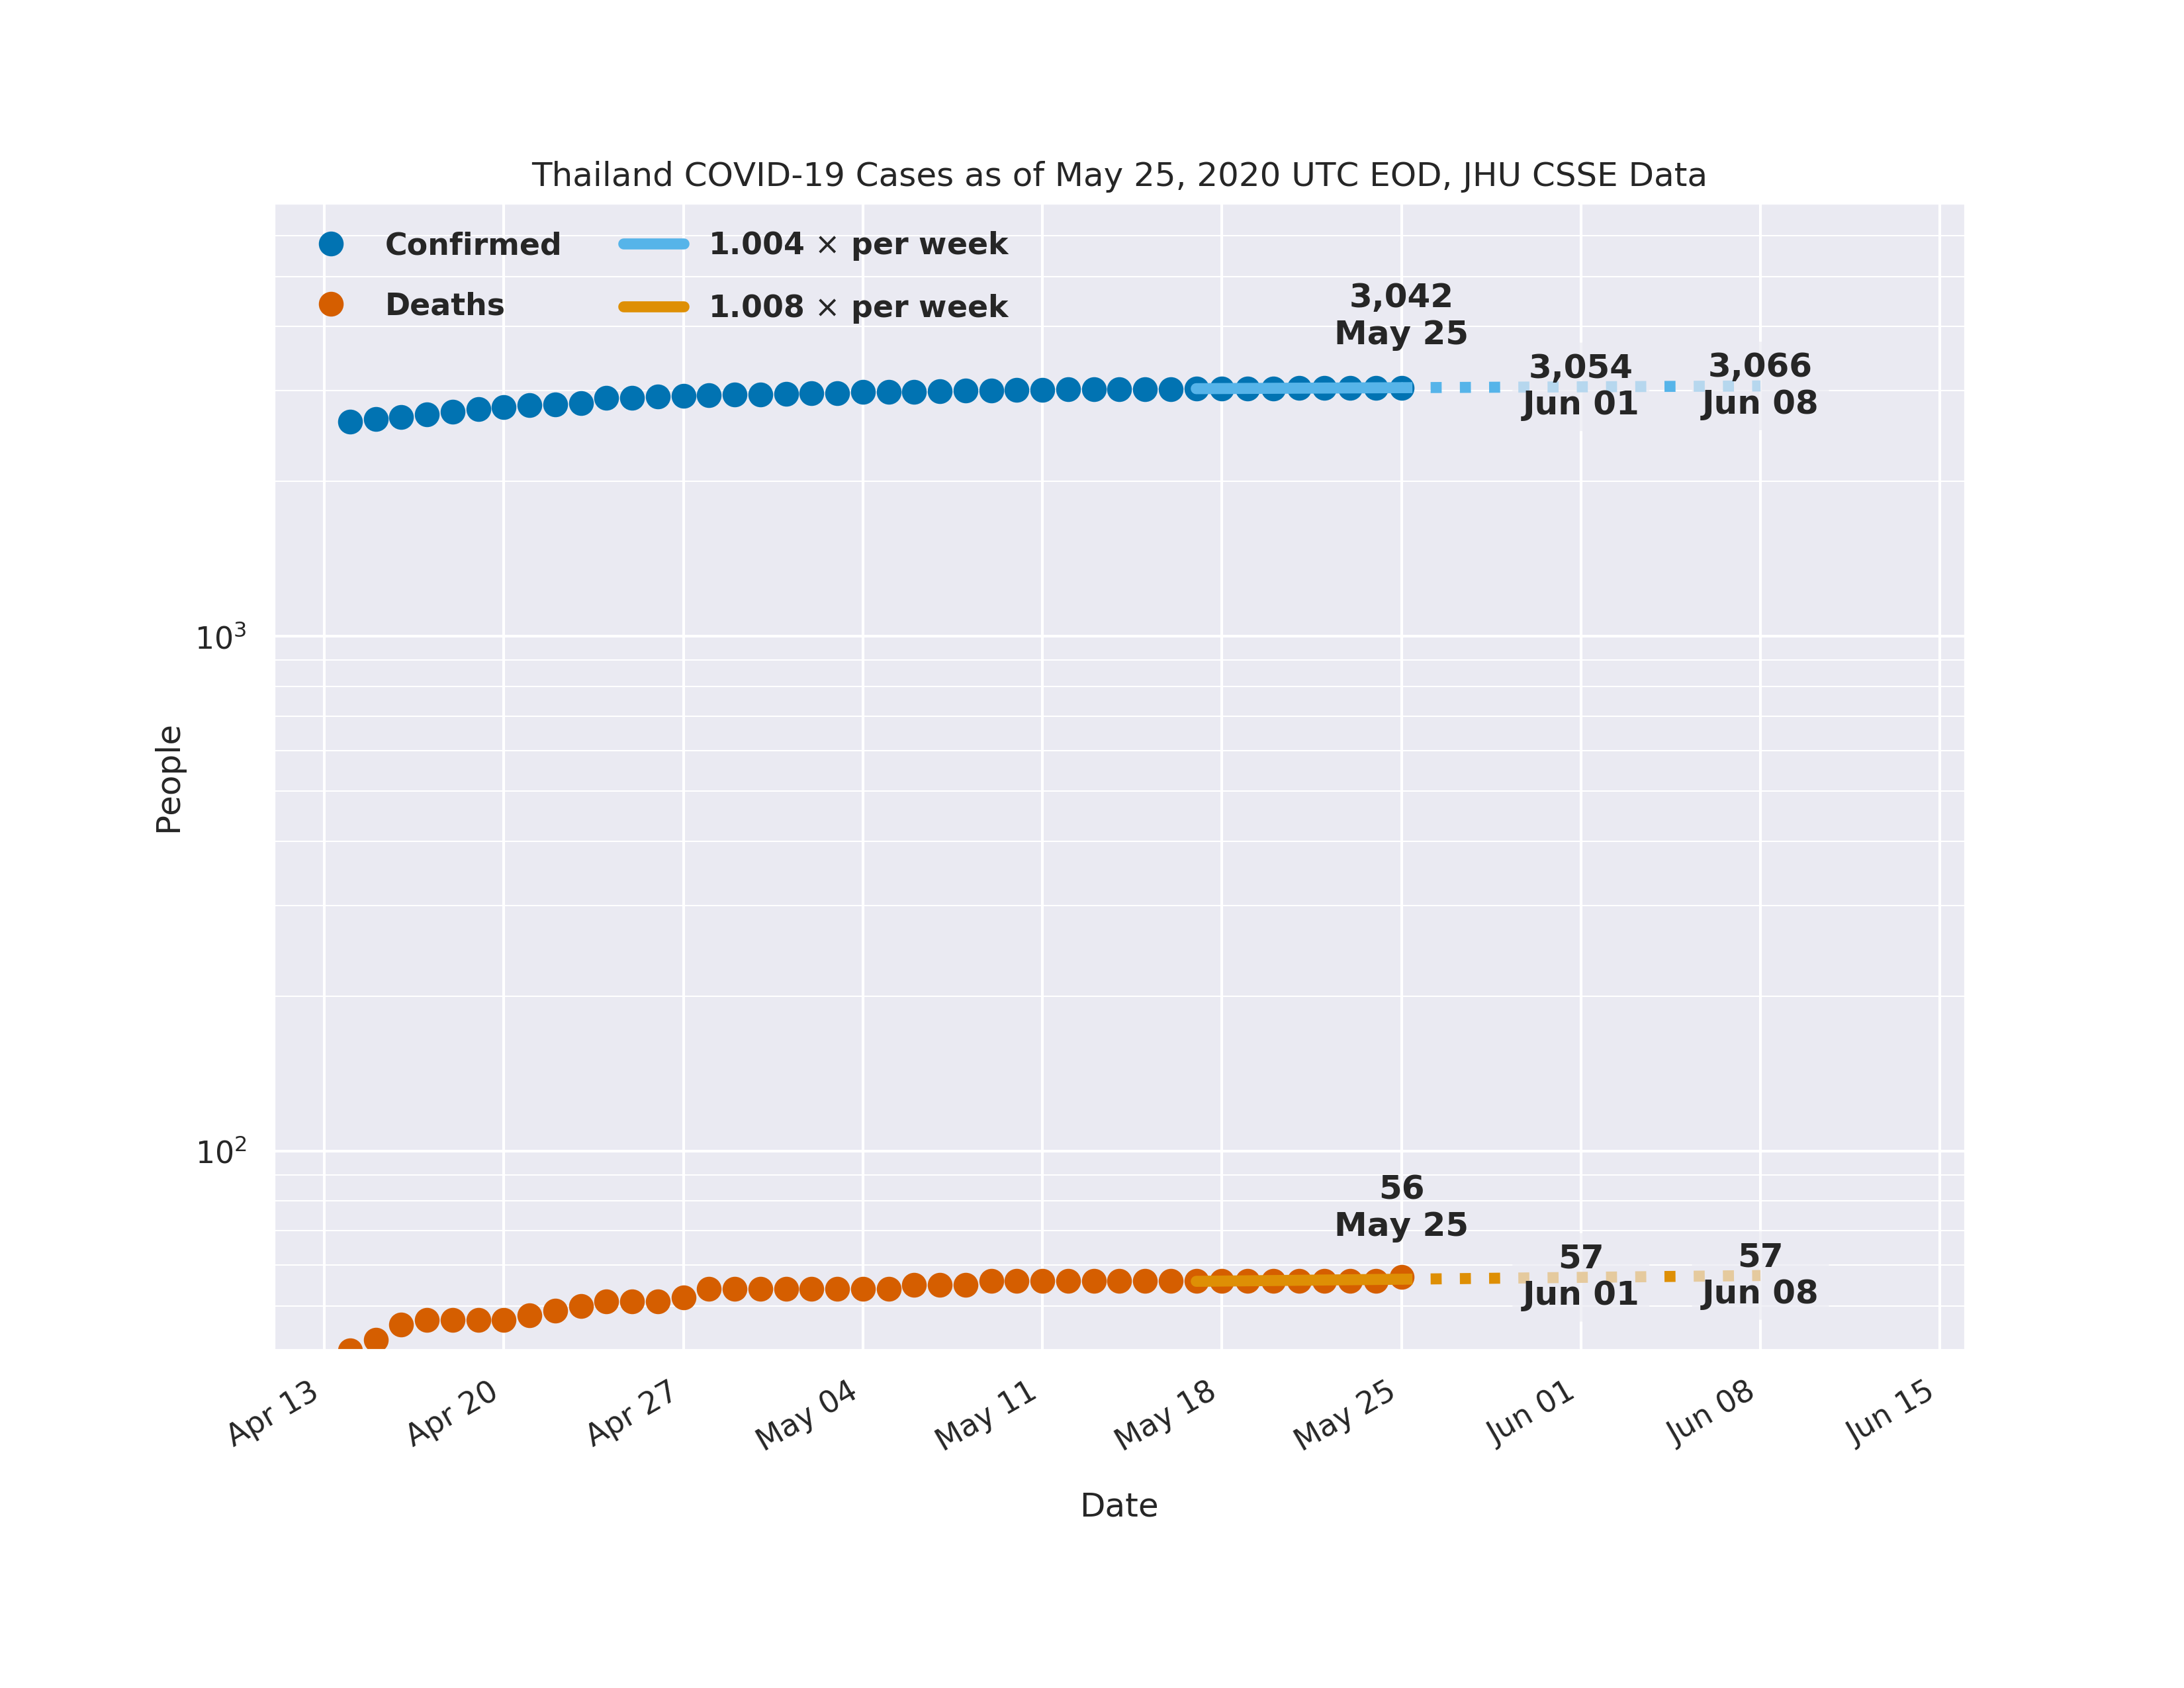 Thailand COVID-19 Cases as of May 25, 2020 UTC EOD, JHU CSSE Data
Confirmed
Deaths
1.004 × per week
1.008 × per week
3,042
May 25
3,054
Jun 01
3,066
Jun 08
10³
People
10²
56
May 25
57
Jun 01
57
Jun 08
Apr 13
Apr 20
Apr 27
May 04
May 11
May 18
May 25
Jun 01
Jun 08
Jun 15
Date